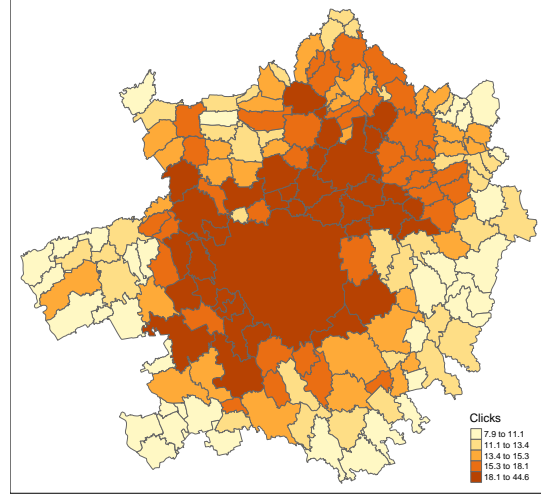 Clicks
7.9 to 11.1
11.1 to 13.4
13.4 to 15.3
15.3 to 18.1
18.1 to 44.6